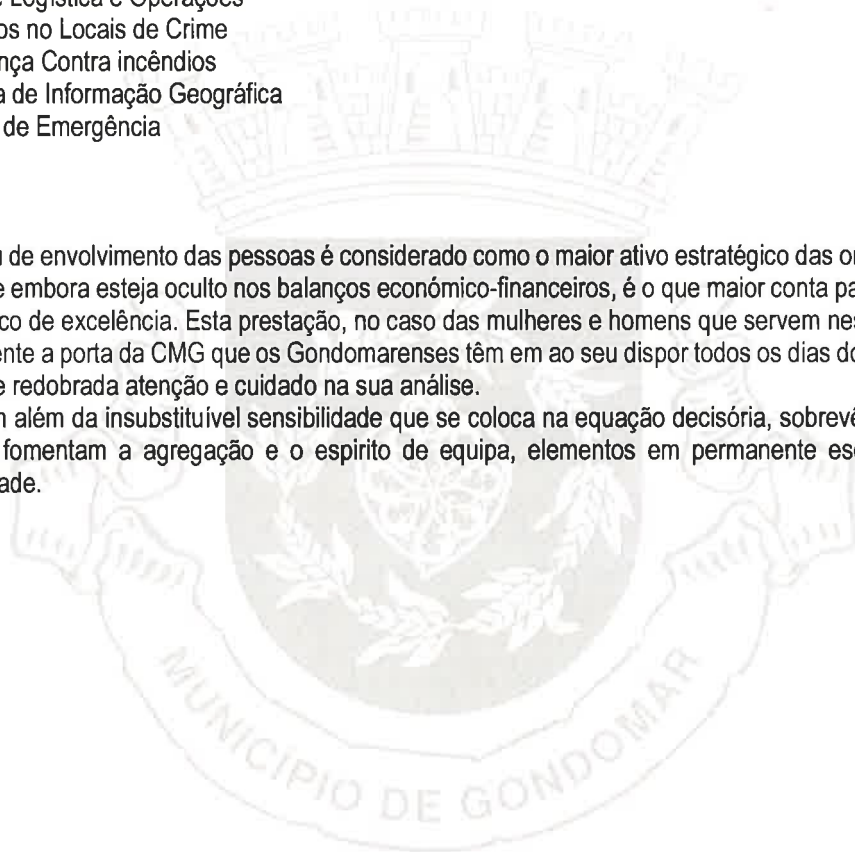 e Logística e Operações
os no Locais de Crime
nça Contra incêndios
a de Informação Geográfica
de Emergência
de envolvimento das pessoas é considerado como o maior ativo estratégico das
e embora esteja oculto nos balanços económico-financeiros, é o que maior conta pa
co de excelência. Esta prestação, no caso das mulheres e homens que servem nes
ente a porta da CMG que os Gondomarenses têm em ao seu dispor todos os dias do
e redobrada atenção e cuidado na sua análise.
além da insubstituível sensibilidade que se coloca na equação decisória, sobrevê
fomentam a agregação e o espirito de equipa, elementos em permanente es
ade.
MUNICÍPIO DE GONDOMAR